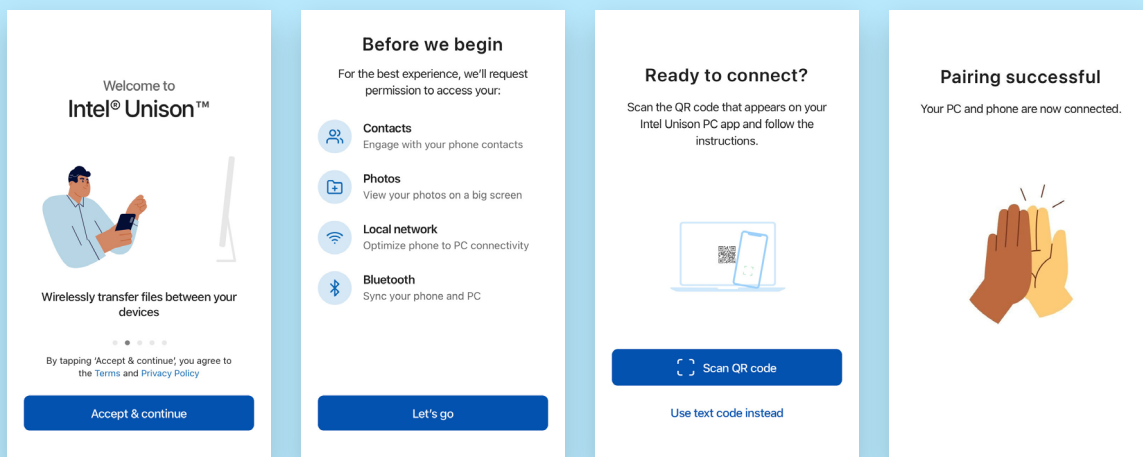 Welcome to
Intel® Unison™
Wirelessly transfer files between your
devices
By tapping 'Accept & continue', you agree to
the Terms and Privacy Policy
Accept & continue
Before we begin
For the best experience, we'll request
permission to access your:
Contacts
Engage with your phone contacts
Photos
View your photos on a big screen
Local network
Optimize phone to PC connectivity
Bluetooth
Sync your phone and PC
Let's go
Ready to connect?
Scan the QR code that appears on your
Intel Unison PC app and follow the
instructions.
Scan QR code
Use text code instead
Pairing successful
Your PC and phone are now connected.